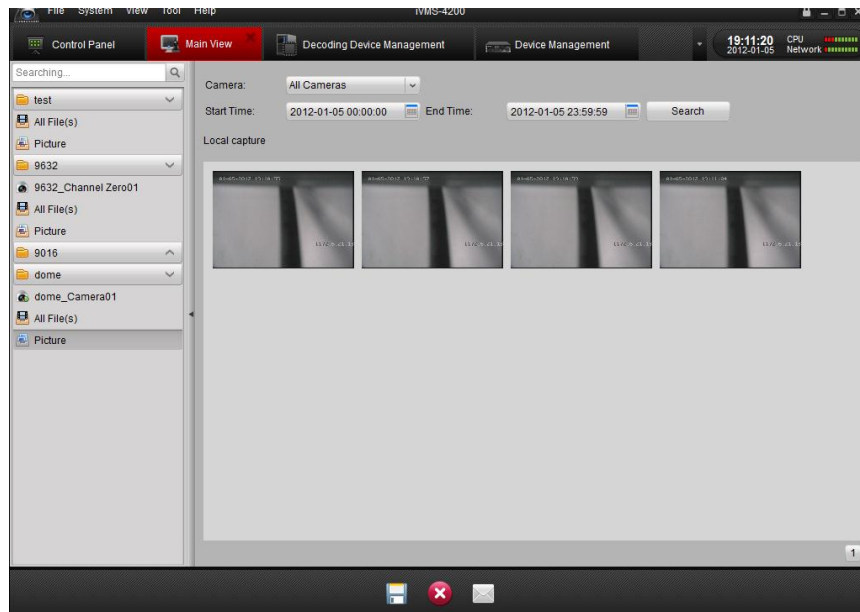 File System View Tool Help iVMS-4200
Control Panel Main View Decoding Device Management Device Management 19:11:20 CPU
2012-01-05 Network
Searching...
test
All File(s)
Picture
9632
9632_Channel Zero01
All File(s)
Picture
9016
dome
dome_Camera01
All File(s)
Picture
Camera: All Cameras
Start Time: 2012-01-05 00:00:00 End Time: 2012-01-05 23:59:59 Search
Local capture
1